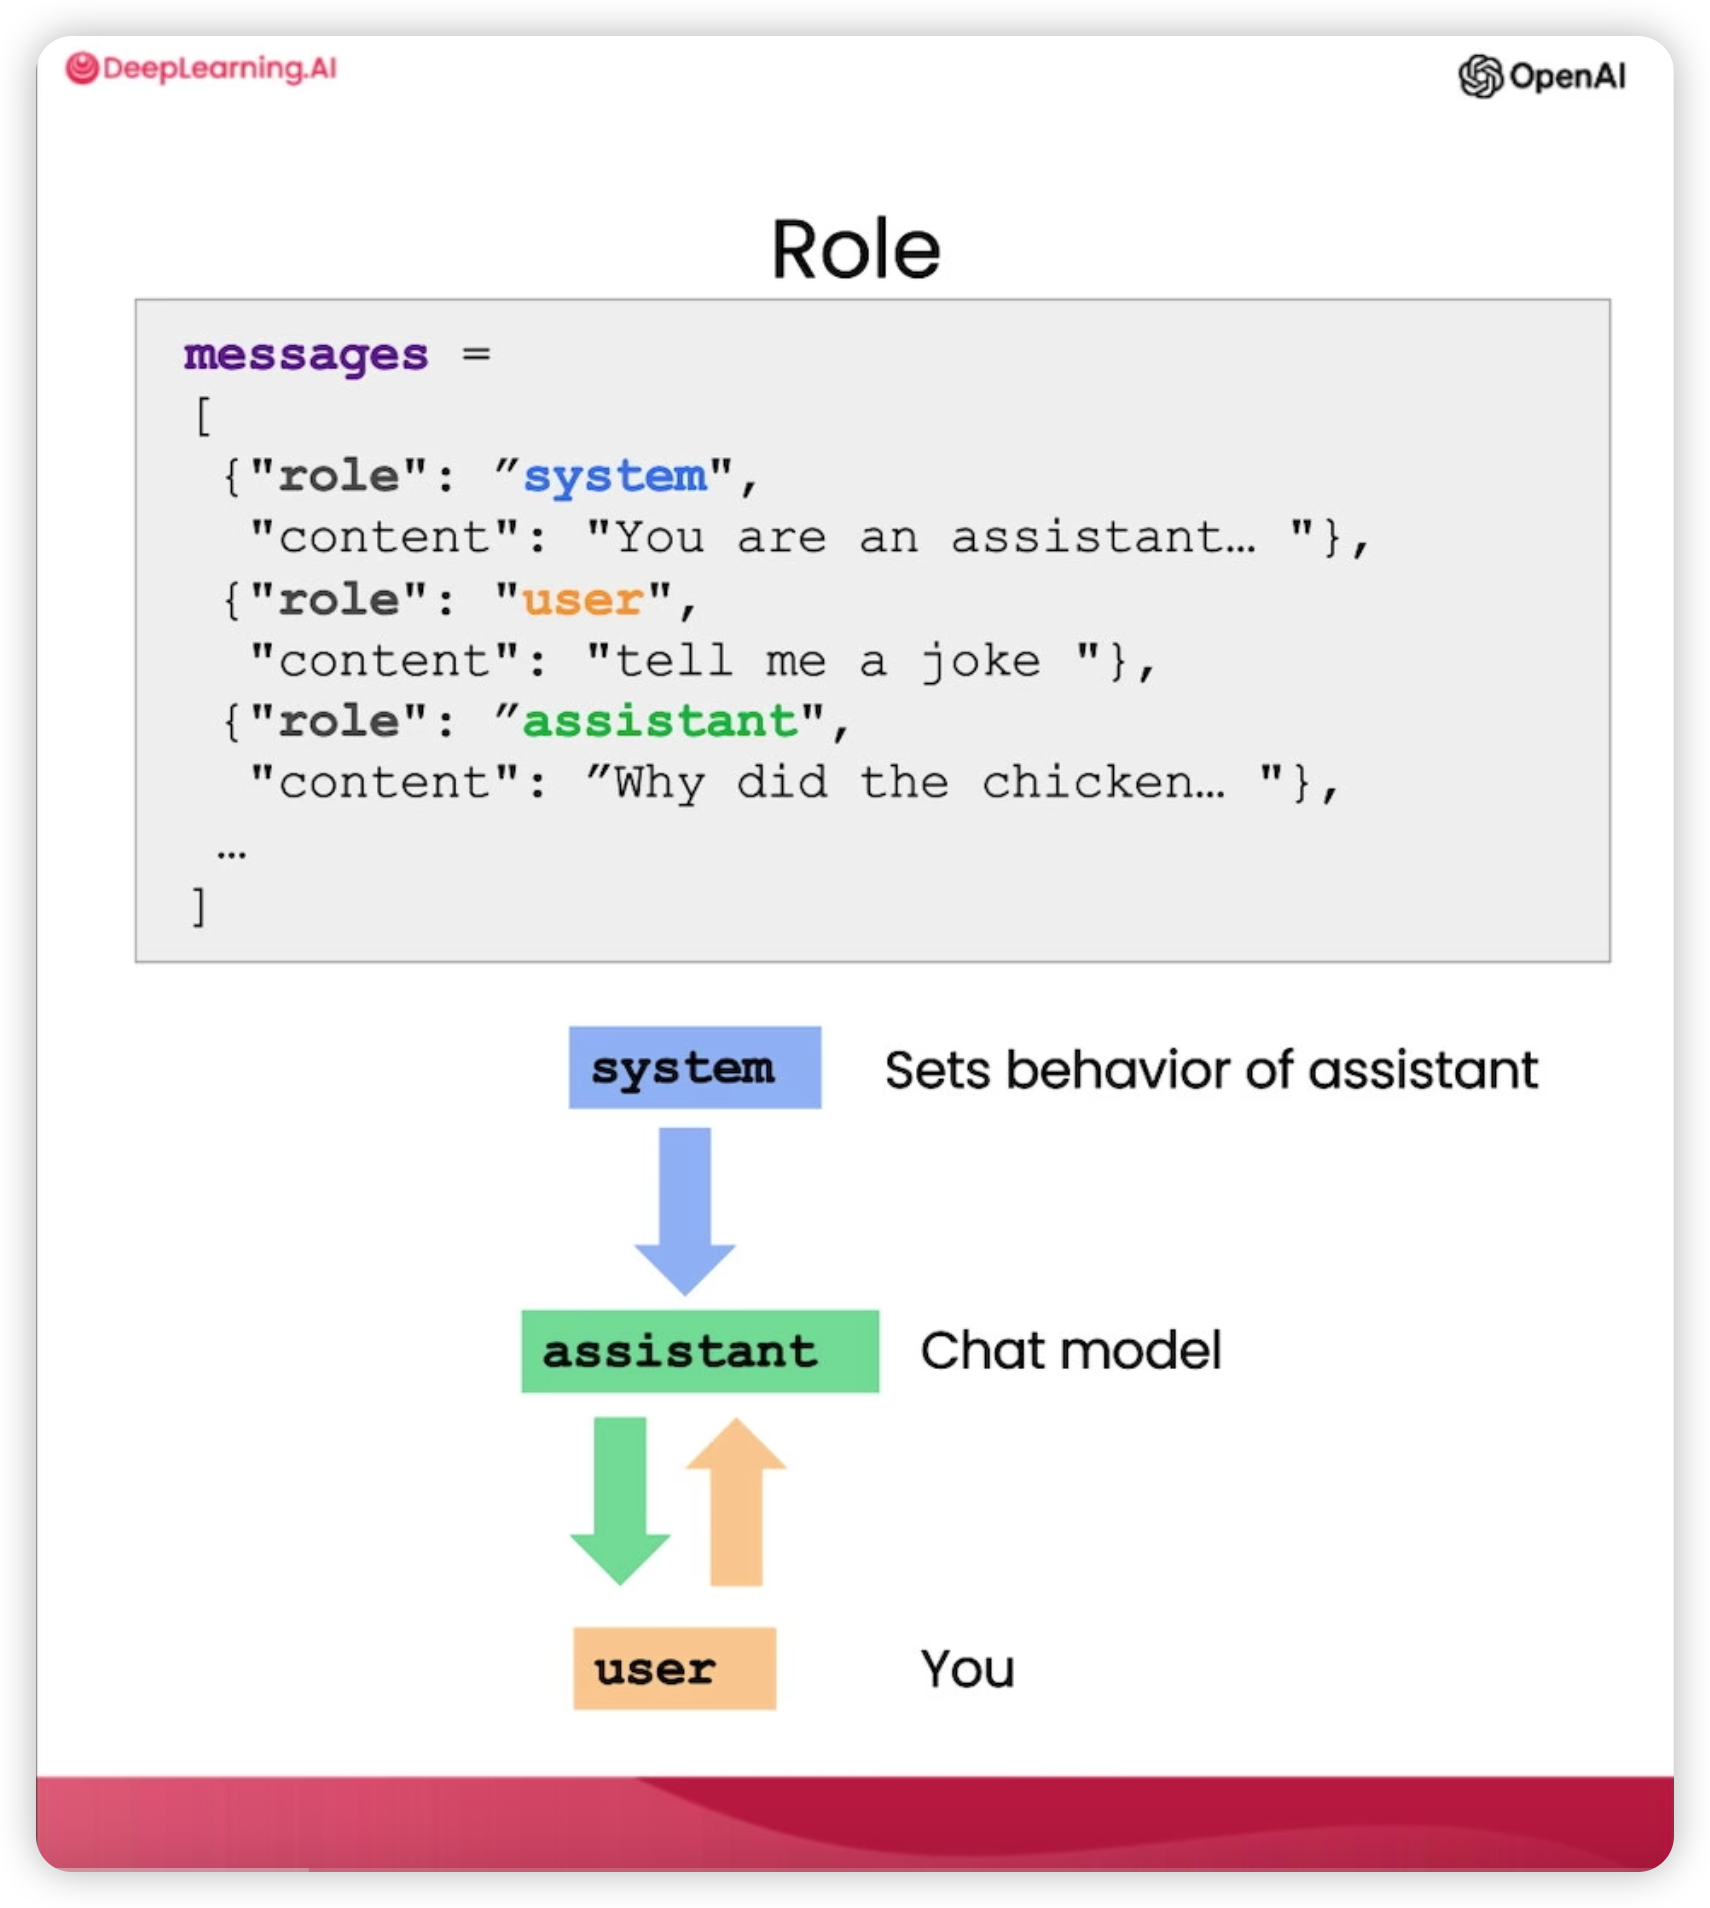 DeepLearning.AI
OpenAI
Role
messages =
[
{"role": ”system",
"content": "You are an assistant… "},
{"role": "user",
"content": "tell me a joke "},
{"role": ”assistant",
"content": ”Why did the chicken… "},
…
]
system Sets behavior of assistant
assistant Chat model
user You